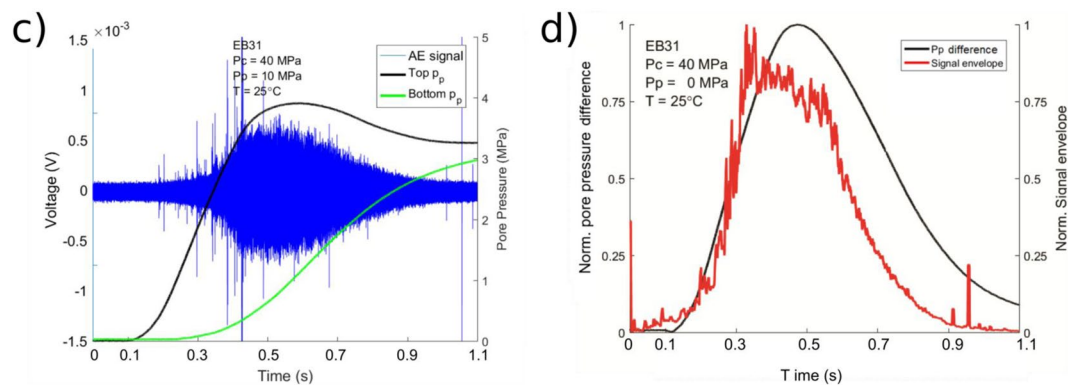 c)
1.5 ×10⁻³
1
0.5
0
-0.5
-1
-1.5
Voltage (V)
EB31
Pc = 40 MPa
Pp = 10 MPa
T = 25°C
AE signal
Top pp
Bottom pp
5
4
3
2
1
0
Pore Pressure (MPa)
0 0.1 0.3 0.5 0.7 0.9 1.1
Time (s)
d)
1
0.75
0.5
0.25
0
Norm. pore pressure difference
EB31
Pc = 40 MPa
Pp = 0 MPa
T = 25°C
Pp difference
Signal envelope
1
0.75
0.5
0.25
0
Norm. Signal envelope
0 0.1 0.3 0.5 0.7 0.9 1.1
T ime (s)